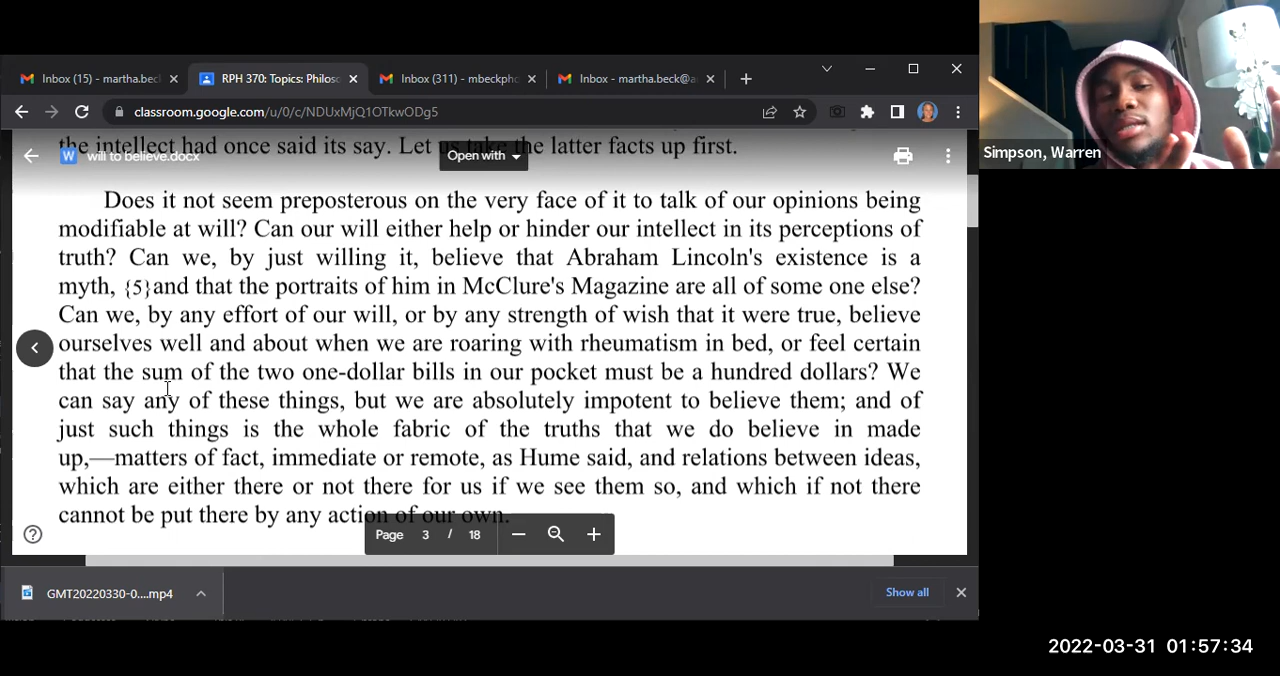 Inbox (15) - martha.bec
RPH 370: Topics: Philos
Inbox (311) - mbeckph
Inbox - martha.beck@a
classroom.google.com/u/0/c/NDUxMjQ1OTkwODg5
the intellect had once said its say. Let us take the latter facts up first.
W will to believe.docx
Open with
Does it not seem preposterous on the very face of it to talk of our opinions being
modifiable at will? Can our will either help or hinder our intellect in its perceptions of
truth? Can we, by just willing it, believe that Abraham Lincoln's existence is a
myth, {5}and that the portraits of him in McClure's Magazine are all of some one else?
Can we, by any effort of our will, or by any strength of wish that it were true, believe
ourselves well and about when we are roaring with rheumatism in bed, or feel certain
that the sum of the two one-dollar bills in our pocket must be a hundred dollars? We
can say any of these things, but we are absolutely impotent to believe them; and of
just such things is the whole fabric of the truths that we do believe in made
up,—matters of fact, immediate or remote, as Hume said, and relations between ideas,
which are either there or not there for us if we see them so, and which if not there
cannot be put there by any action of our own.
Page 3 / 18
GMT20220330-0....mp4
Show all
Simpson, Warren
2022-03-31 01:57:34